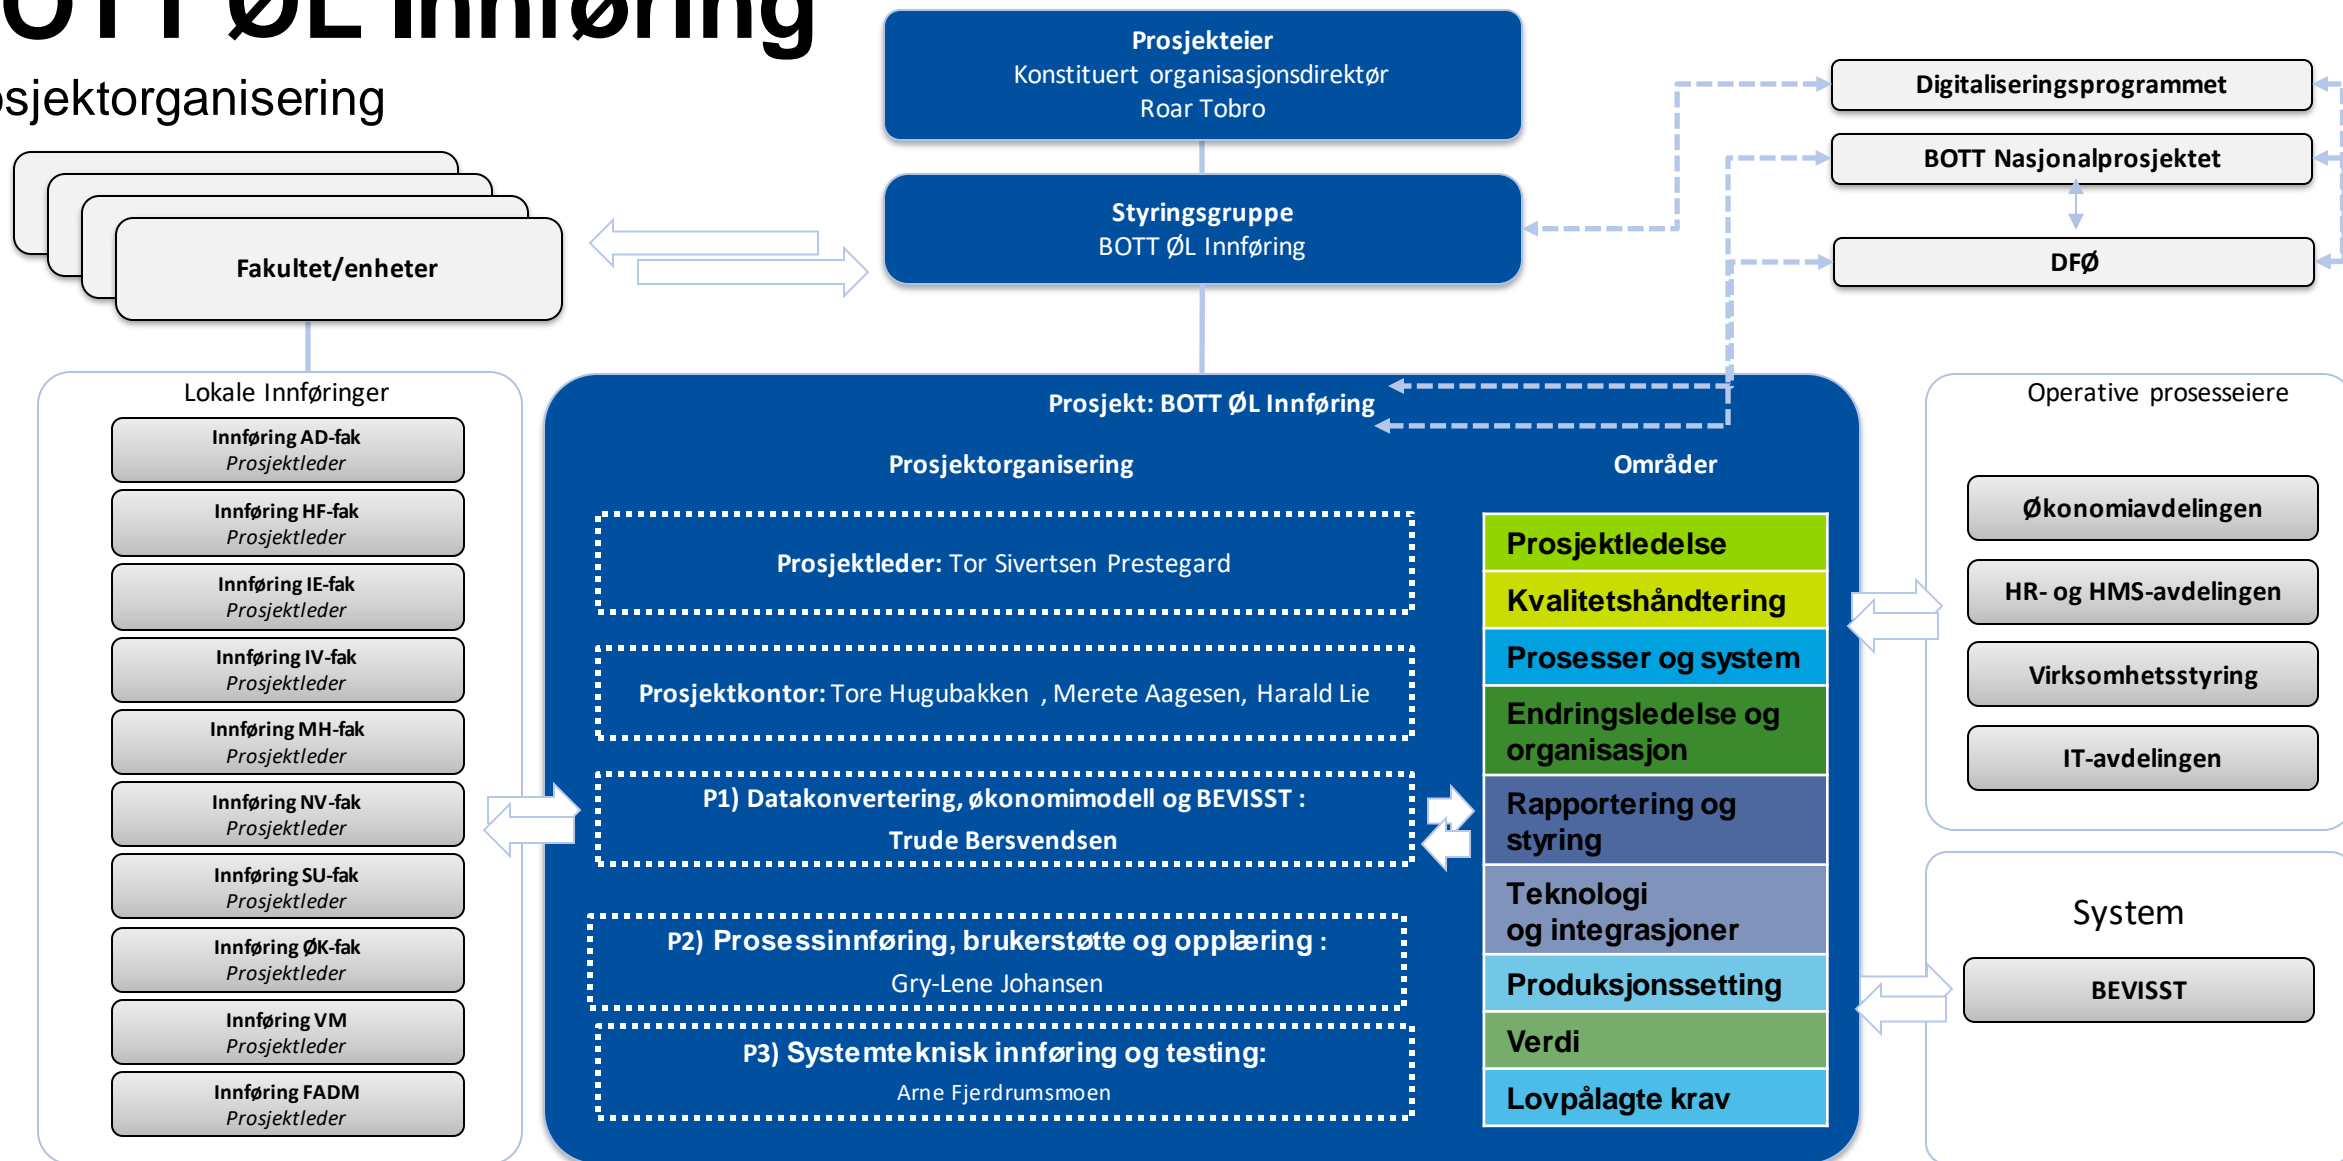 OTT ØL Innføring
osjektorganisering
Prosjekteier
Konstituert organisasjonsdirektør
Roar Tobro
Styringsgruppe
BOTT ØL Innføring
Digitaliseringsprogrammet
BOTT Nasjonalprosjektet
DFØ
Fakultet/enheter
Lokale Innføringer
Innføring AD-fak
Prosjektleder
Innføring HF-fak
Prosjektleder
Innføring IE-fak
Prosjektleder
Innføring IV-fak
Prosjektleder
Innføring MH-fak
Prosjektleder
Innføring NV-fak
Prosjektleder
Innføring SU-fak
Prosjektleder
Innføring ØK-fak
Prosjektleder
Innføring VM
Prosjektleder
Innføring FADM
Prosjektleder
Prosjekt: BOTT ØL Innføring
Prosjektorganisering
Prosjektleder: Tor Sivertsen Prestegard
Prosjektkontor: Tore Hugubakken , Merete Aagesen, Harald Lie
P1) Datakonvertering, økonomimodell og BEVISST :
Trude Bersvendsen
P2) Prosessinnføring, brukerstøtte og opplæring :
Gry-Lene Johansen
P3) Systemteknisk innføring og testing:
Arne Fjerdrumsmoen
Områder
Prosjektledelse
Kvalitetshåndtering
Prosesser og system
Endringsledelse og
organisasjon
Rapportering og
styring
Teknologi
og integrasjoner
Produksjonssetting
Verdi
Lovpålagte krav
Operative prosesseiere
Økonomiavdelingen
HR- og HMS-avdelingen
Virksomhetsstyring
IT-avdelingen
System
BEVISST